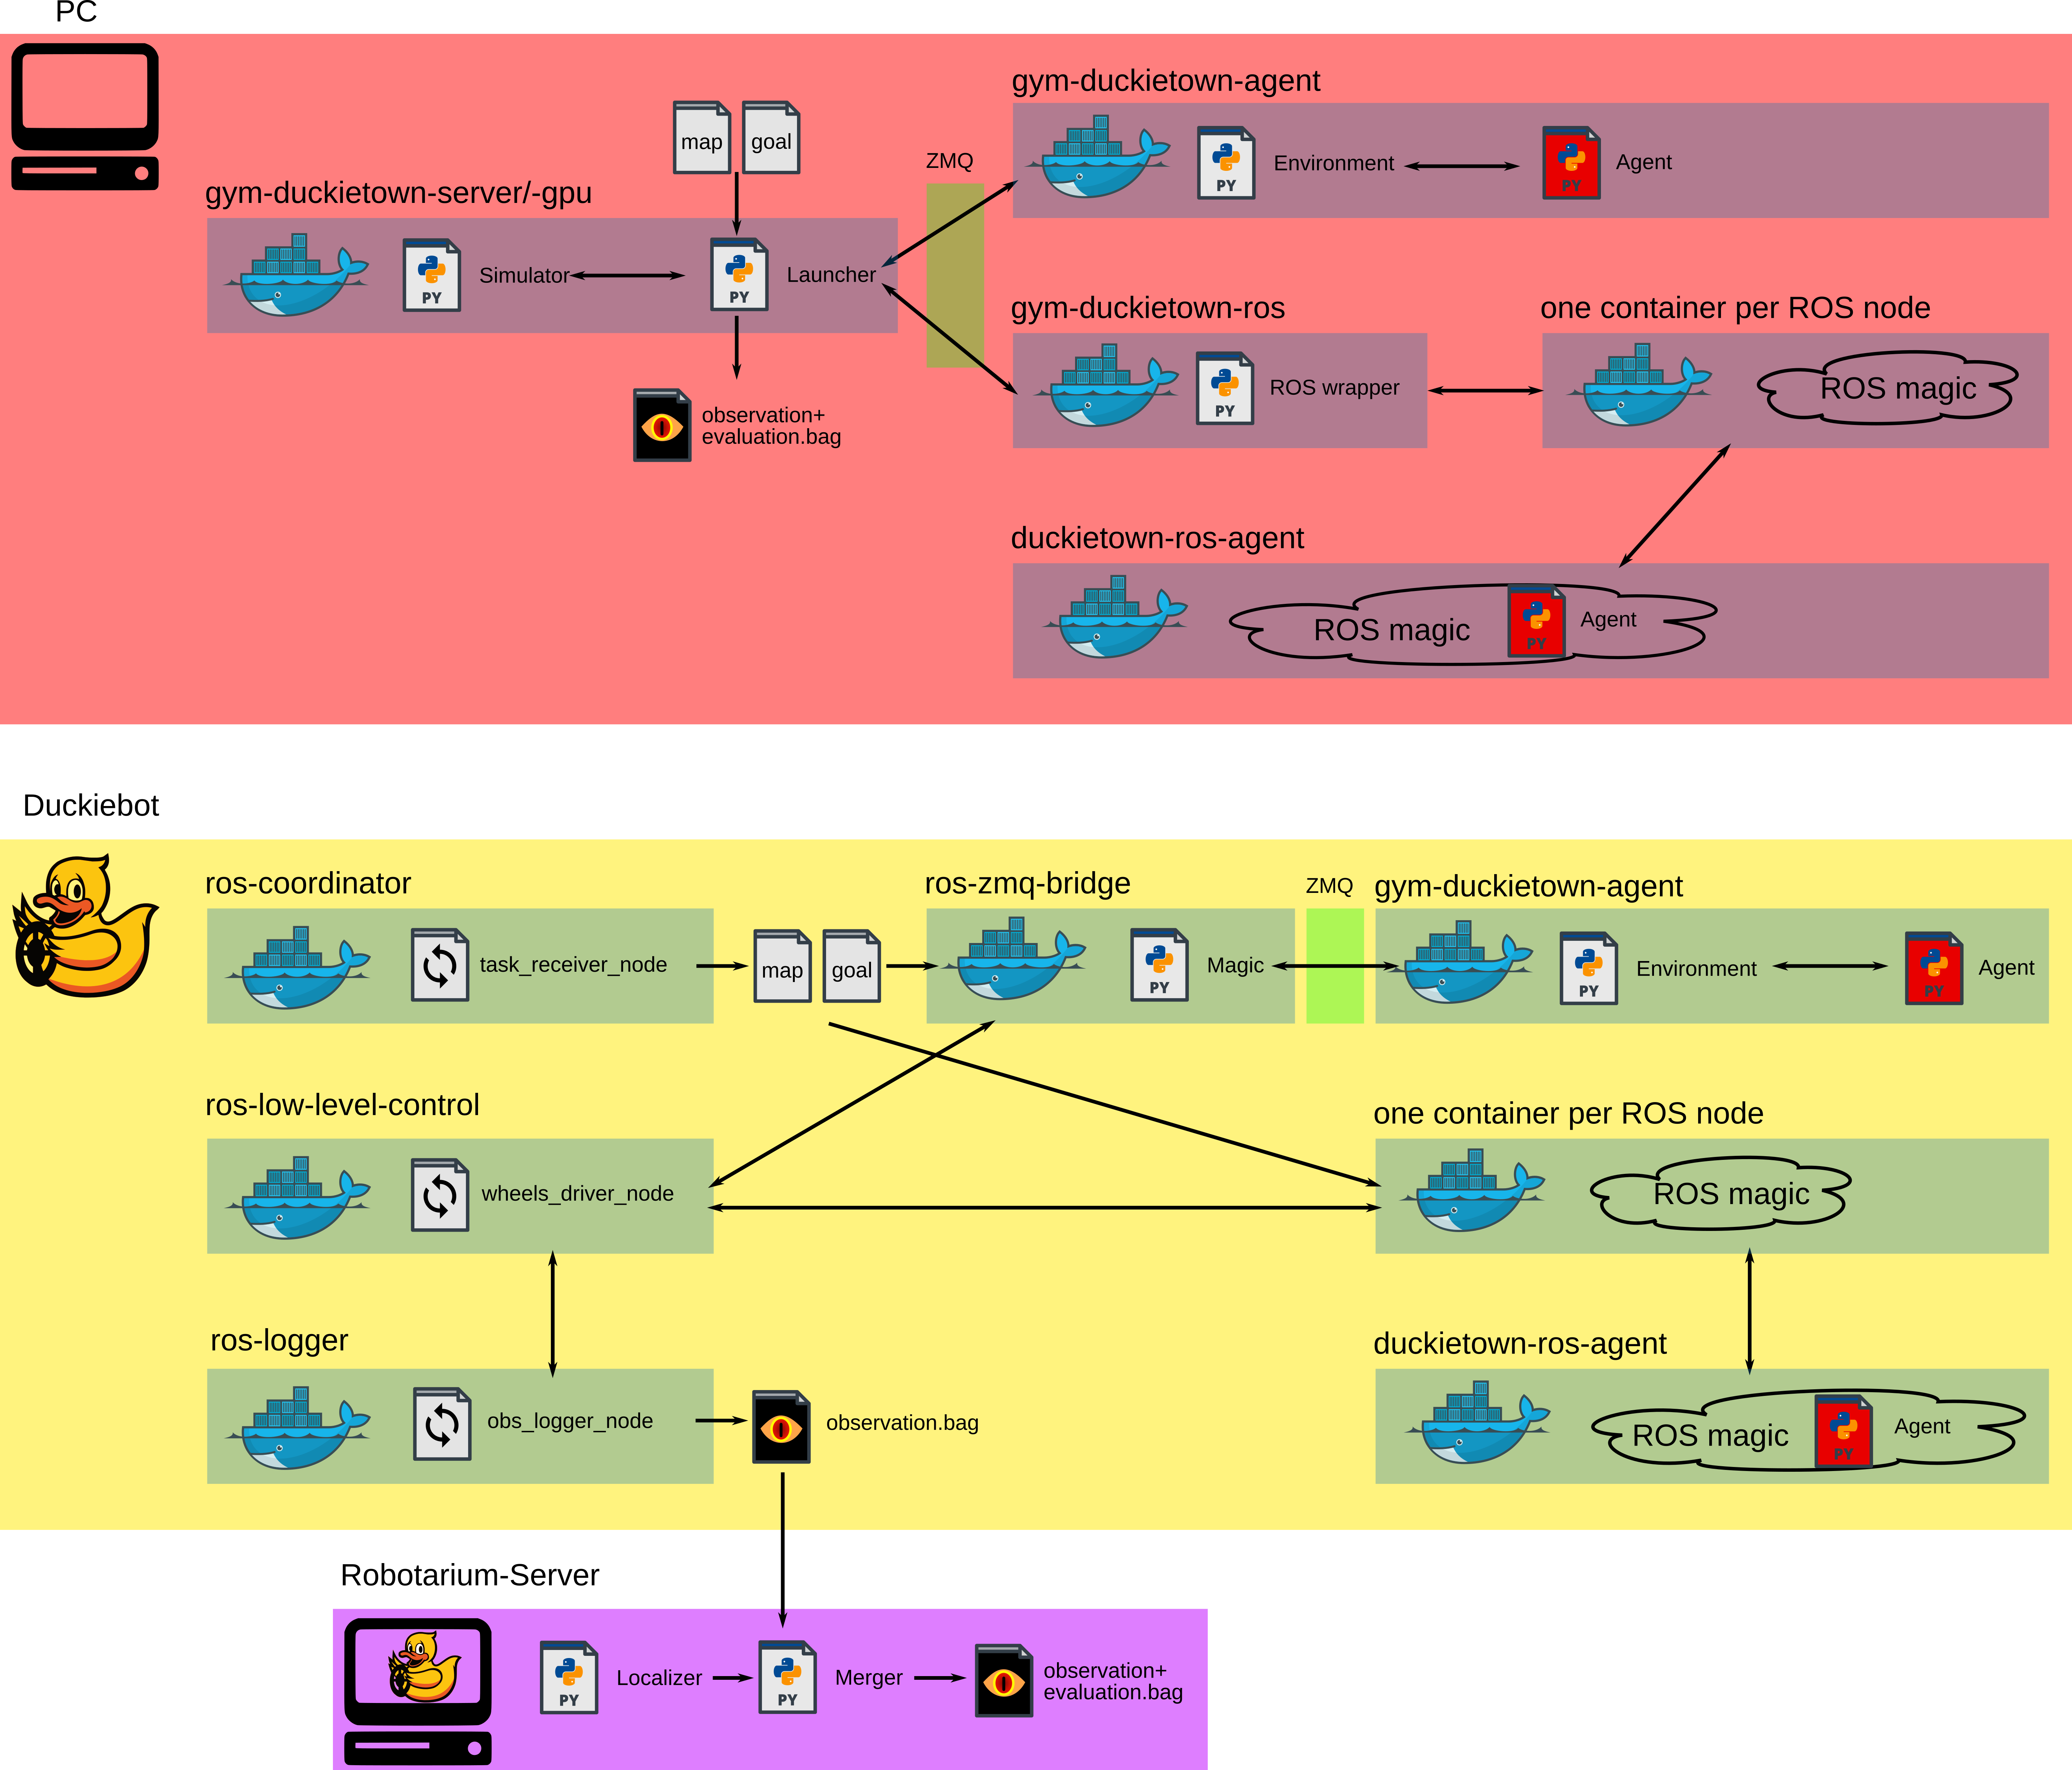 PC
gym-duckietown-agent
map
goal
ZMQ
PY
Environment
PY
Agent
gym-duckietown-server/-gpu
PY
Simulator
PY
Launcher
gym-duckietown-ros
one container per ROS node
PY
ROS wrapper
ROS magic
observation+
evaluation.bag
duckietown-ros-agent
ROS magic
PY
Agent
Duckiebot
ros-coordinator
ros-zmq-bridge
ZMQ
gym-duckietown-agent
task_receiver_node
map
goal
PY
Magic
PY
Environment
PY
Agent
ros-low-level-control
one container per ROS node
wheels_driver_node
ROS magic
ros-logger
duckietown-ros-agent
obs_logger_node
observation.bag
ROS magic
PY
Agent
Robotarium-Server
PY
Localizer
PY
Merger
observation+
evaluation.bag